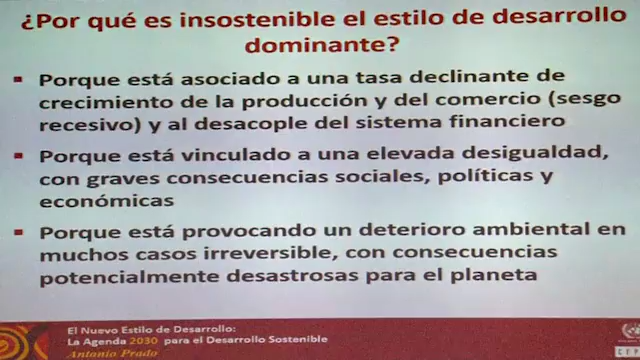 ¿Por qué es insostenible el estilo de desarrollo
dominante?
Porque está asociado a una tasa declinante de
crecimiento de la producción y del comercio (sesgo
recesivo) y al desacople del sistema financiero
Porque está vinculado a una elevada desigualdad,
con graves consecuencias sociales, políticas y
económicas
Porque está provocando un deterioro ambiental en
muchos casos irreversible, con consecuencias
potencialmente desastrosas para el planeta
El Nuevo Estilo de Desarrollo:
La Agenda 2030 para el Desarrollo Sostenible
Antonio Prado